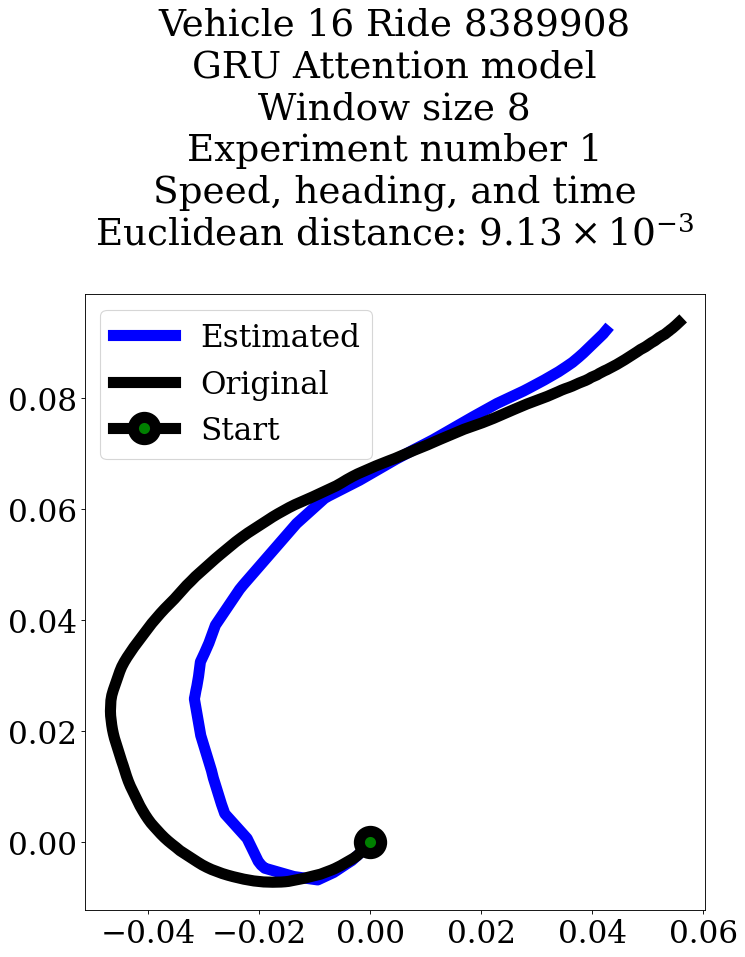 Vehicle 16 Ride 8389908
GRU Attention model
Window size 8
Experiment number 1
Speed, heading, and time
Euclidean distance: 9.13 × 10⁻³
Estimated
Original
Start
0.08
0.06
0.04
0.02
0.00
−0.04 −0.02 0.00 0.02 0.04 0.06